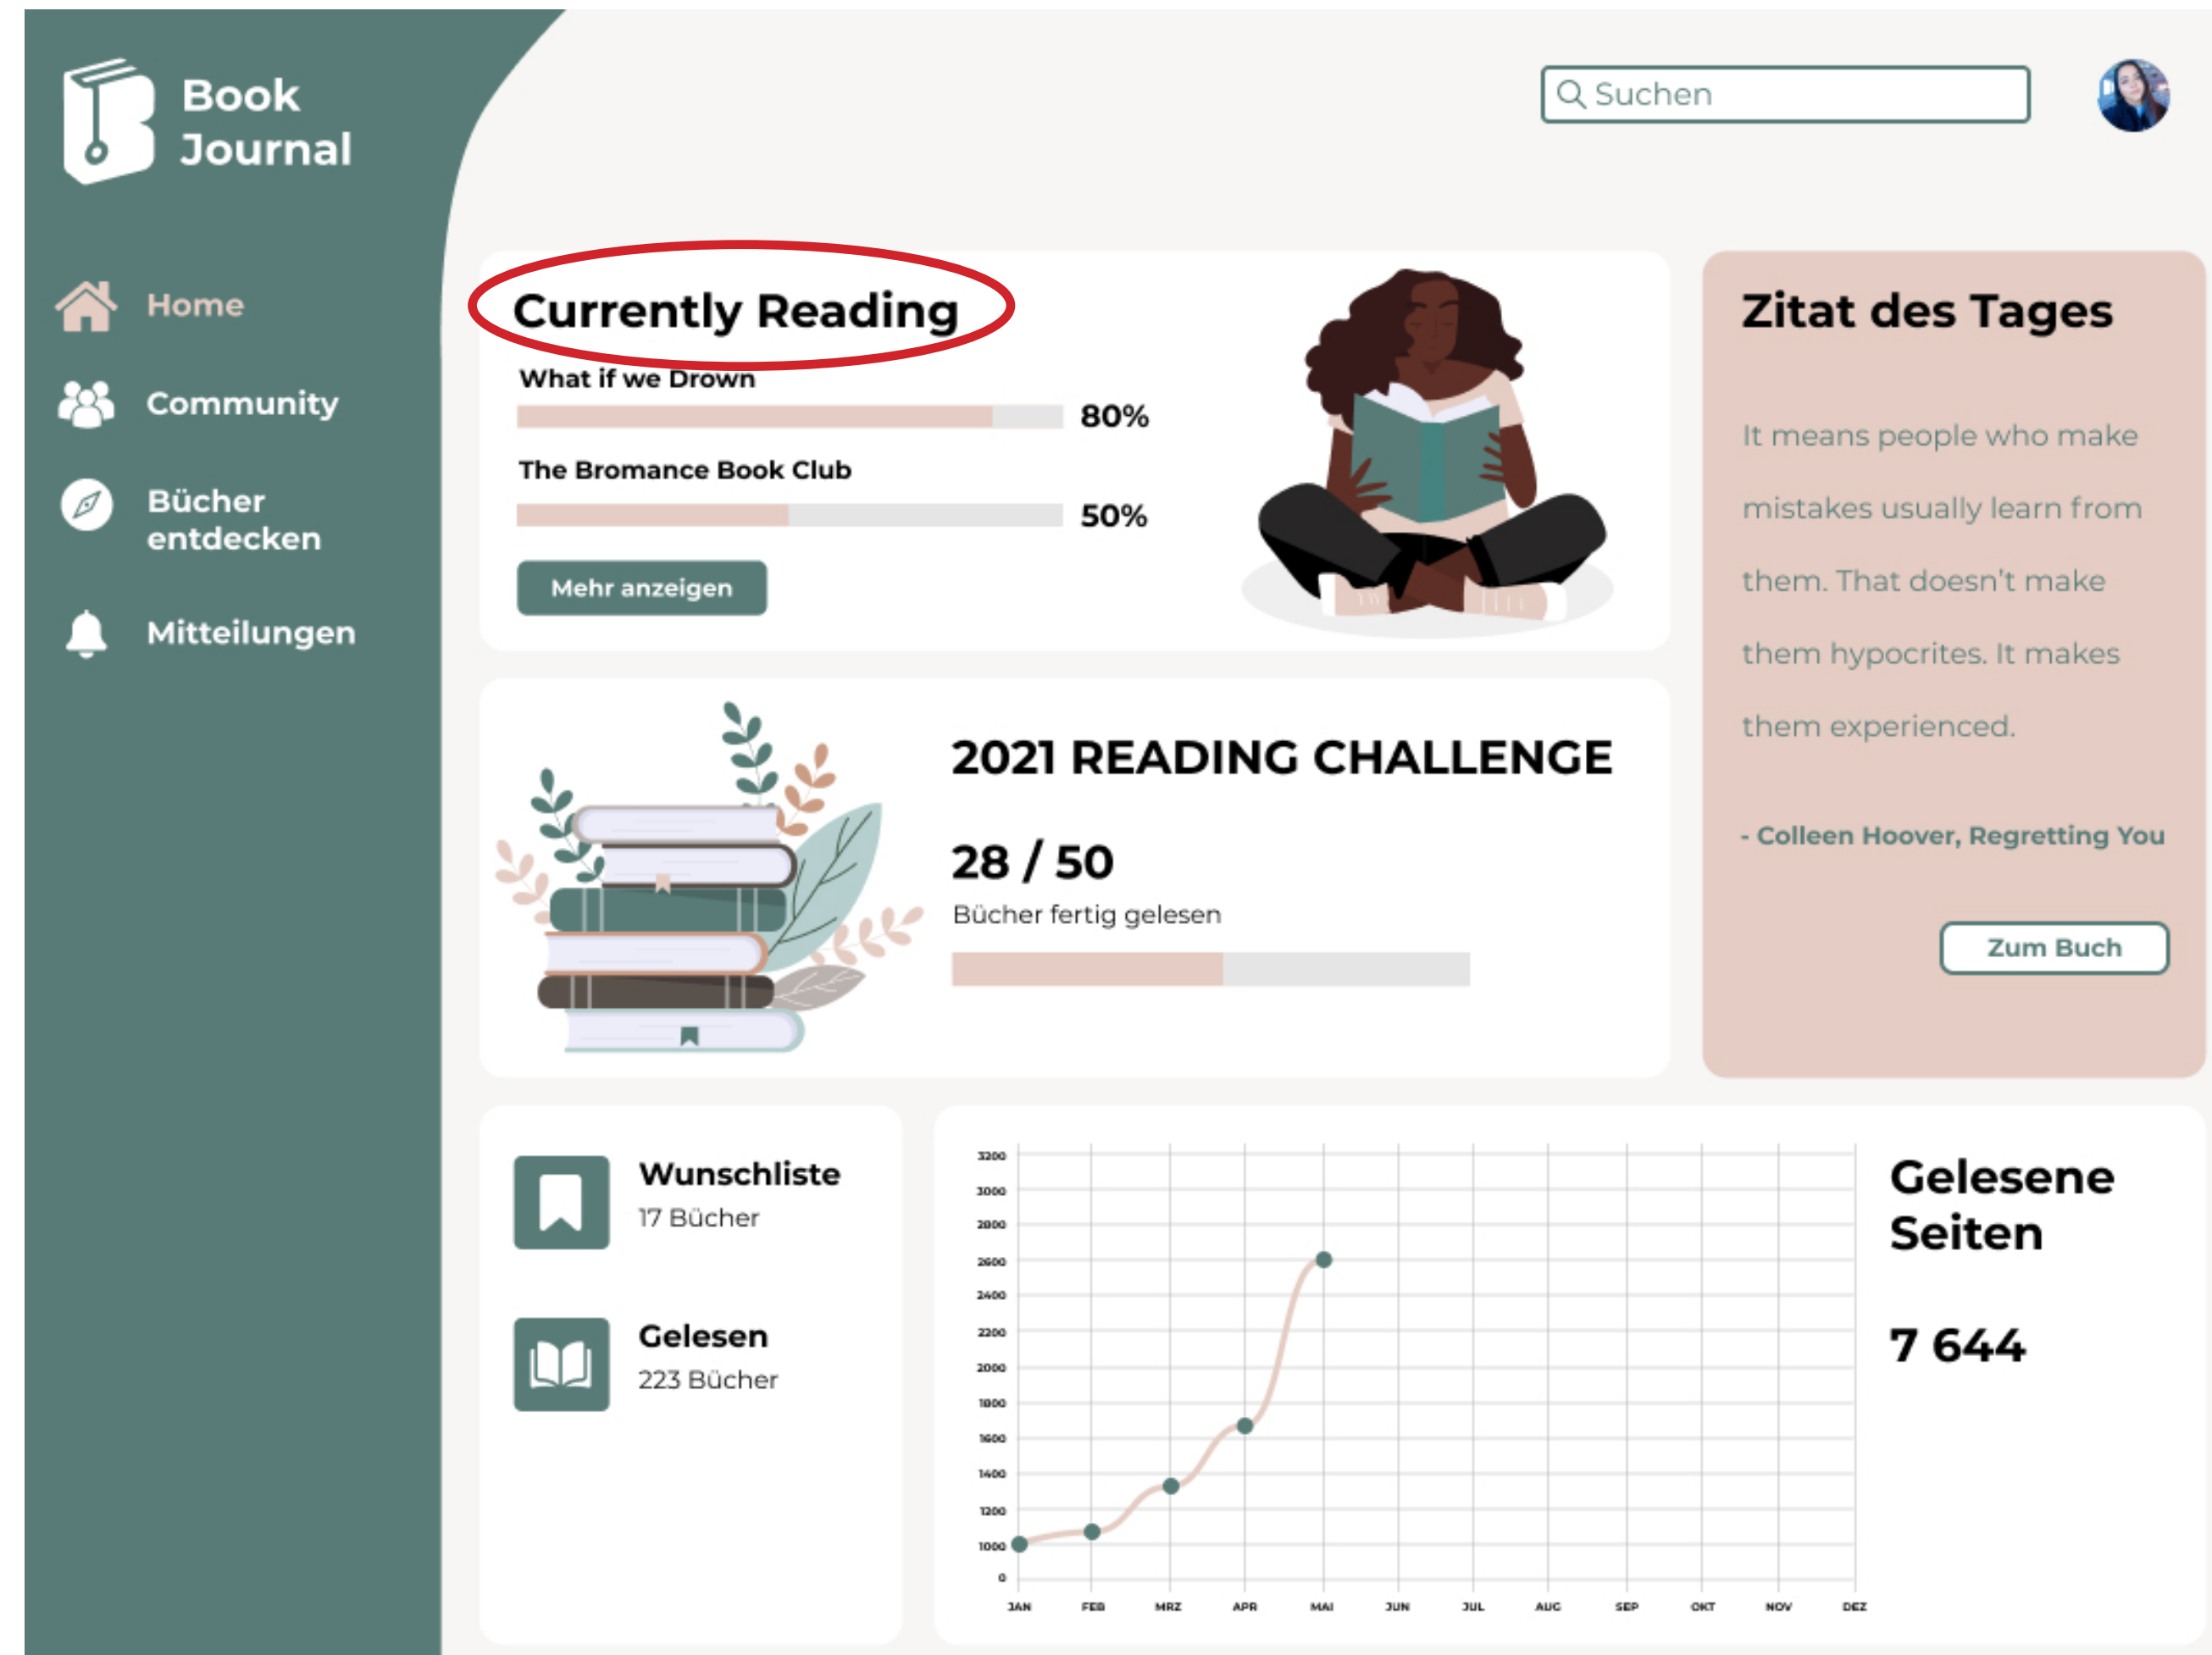 Book
Journal
Suchen
Home
Community
Bücher
entdecken
Mitteilungen
Currently Reading
What if we Drown
80%
The Bromance Book Club
50%
Mehr anzeigen
Zitat des Tages
It means people who make
mistakes usually learn from
them. That doesn't make
them hypocrites. It makes
them experienced.
- Colleen Hoover, Regretting You
Zum Buch
2021 READING CHALLENGE
28 / 50
Bücher fertig gelesen
Wunschliste
17 Bücher
Gelesen
223 Bücher
3200
3000
2800
2600
2400
2200
2000
1800
1600
1400
1200
1000
0
JAN FEB MRZ APR MAI JUN JUL AUG SEP OKT NOV DEZ
Gelesene
Seiten
7 644